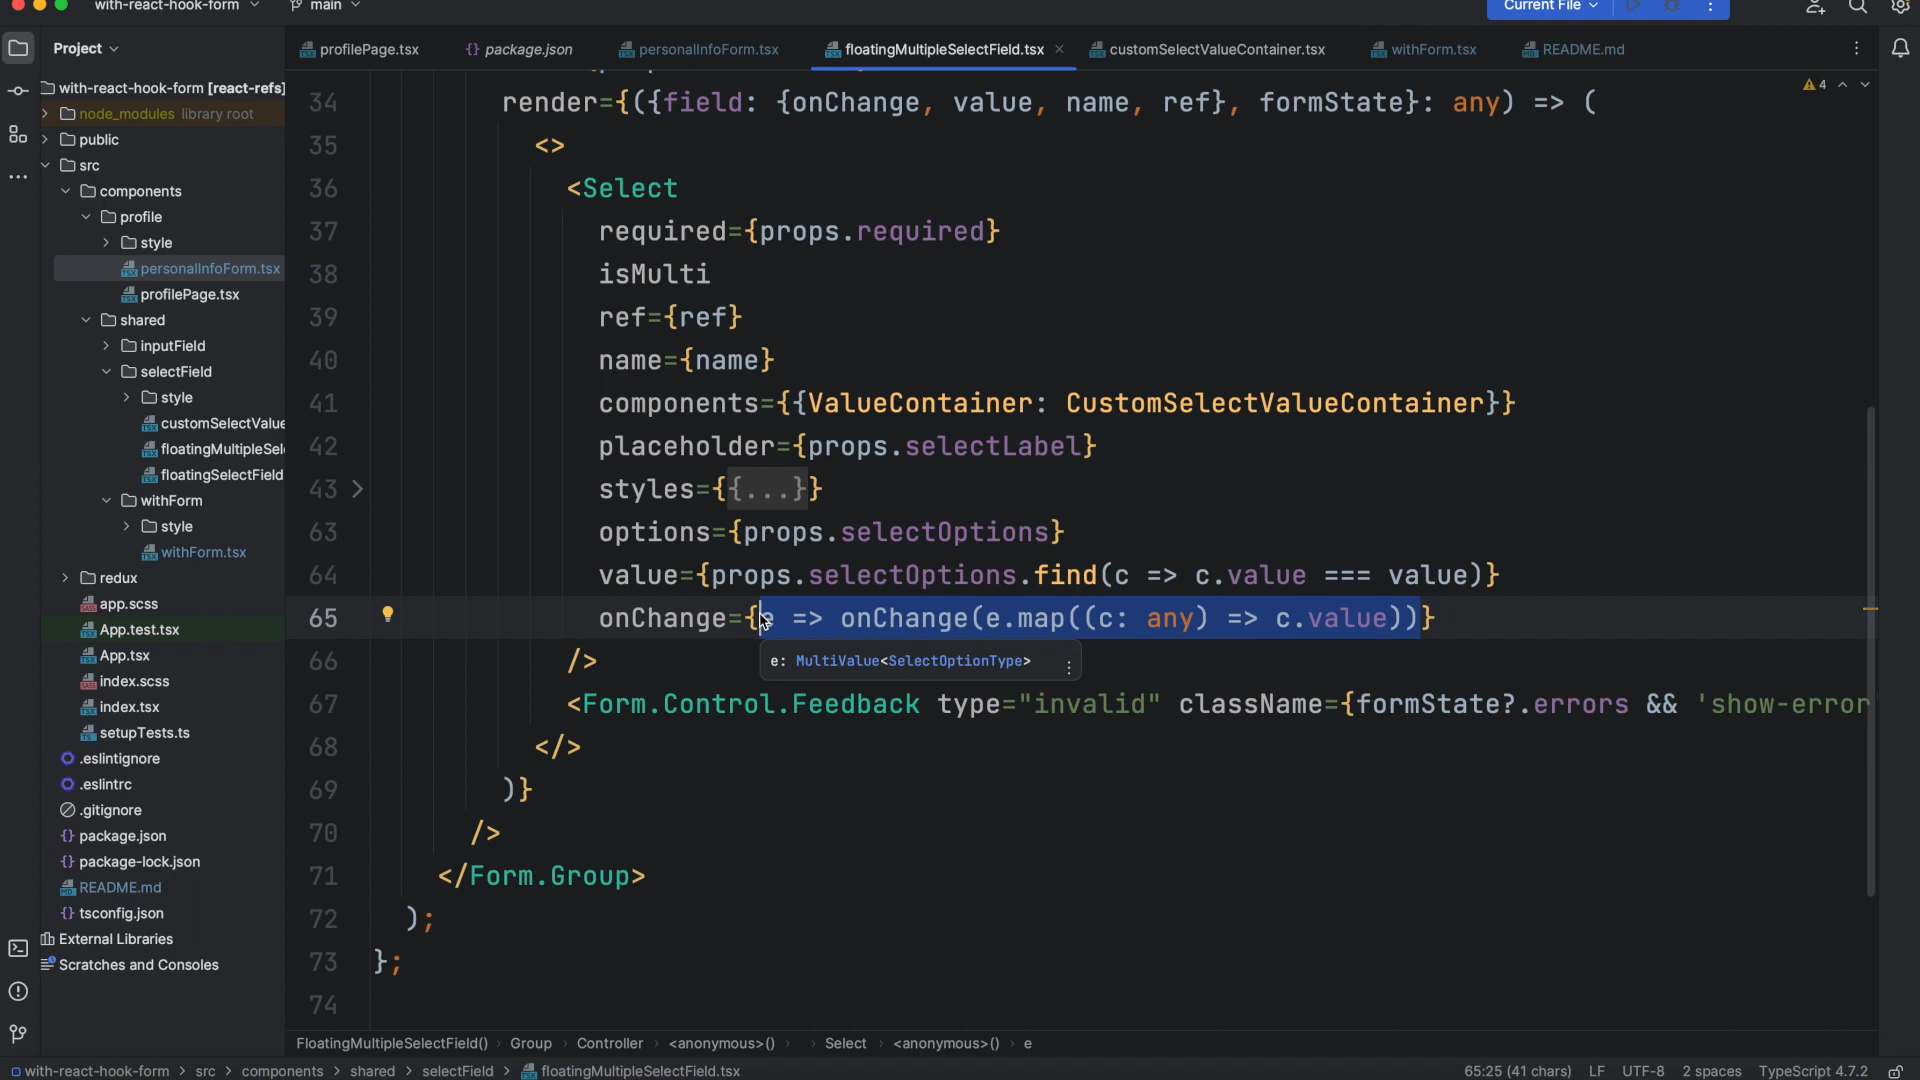 with-react-hook-form
main
Current File
Project
profilePage.tsx
package.json
personalInfoForm.tsx
floatingMultipleSelectField.tsx
customSelectValueContainer.tsx
withForm.tsx
README.md
with-react-hook-form [react-refs]
node_modules library root
public
src
components
profile
style
personalInfoForm.tsx
profilePage.tsx
shared
inputField
selectField
style
customSelectValue
floatingMultipleSel
floatingSelectField
withForm
style
withForm.tsx
redux
app.scss
App.test.tsx
App.tsx
index.scss
index.tsx
setupTests.ts
.eslintignore
.eslintrc
.gitignore
package.json
package-lock.json
README.md
tsconfig.json
External Libraries
Scratches and Consoles
4
34 render={({field: {onChange, value, name, ref}, formState}: any) => (
35 <>
36 <Select
37 required={props.required}
38 isMulti
39 ref={ref}
40 name={name}
41 components={{ValueContainer: CustomSelectValueContainer}}
42 placeholder={props.selectLabel}
43 styles={{...}}
63 options={props.selectOptions}
64 value={props.selectOptions.find(c => c.value === value)}
65 onChange={e => onChange(e.map((c: any) => c.value))}
66 />
e: MultiValue<SelectOptionType>
67 <Form.Control.Feedback type="invalid" className={formState?.errors && 'show-error
68 </>
69 )}
70 />
71 </Form.Group>
72 );
73 };
74
FloatingMultipleSelectField() > Group > Controller > <anonymous>() > > Select > <anonymous>() > e
with-react-hook-form > src > components > shared > selectField > floatingMultipleSelectField.tsx
65:25 (41 chars) LF UTF-8 2 spaces TypeScript 4.7.2